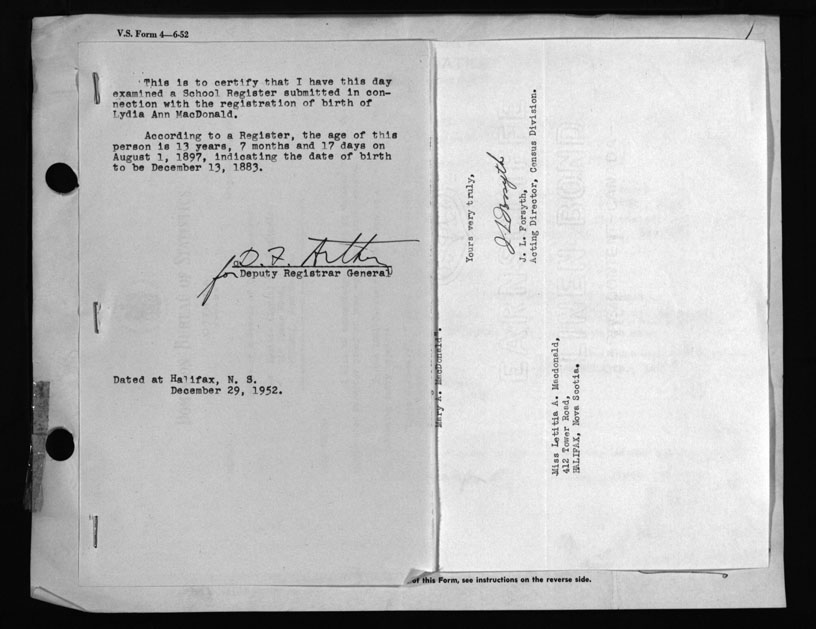 V.S. Form 4—6-52
This is to certify that I have this day
examined a School Register submitted in con-
nection with the registration of birth of
Lydia Ann MacDonald.
According to a Register, the age of this
person is 13 years, 7 months and 17 days on
August 1, 1897, indicating the date of birth
to be December 13, 1883.
D. F. Arthur
for Deputy Registrar General
Dated at Halifax, N. S.
December 29, 1952.
Mary A. MacDonald".
Yours very truly,
J L Forsyth
J. L. Forsyth,
Acting Director, Census Division.
Miss Letitia A. Macdonald,
412 Tower Road,
HALIFAX, Nova Scotia.
of this Form, see instructions on the reverse side.